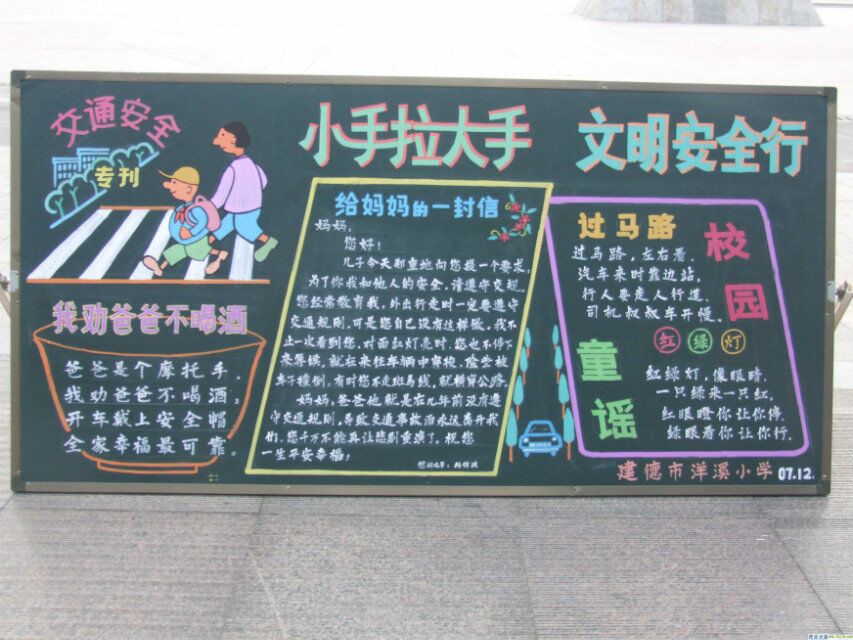 交通安全
专刊
小手拉大手 文明安全行
我劝爸爸不喝酒
爸爸是个摩托手，
我劝爸爸不喝酒，
开车戴上安全帽
全家幸福最可靠。
给妈妈的一封信
妈妈：
您好！
儿子今天郑重地向您提一个要求，
为了你我和他人的安全，请遵守交规。
您经常教育我，外出行走时一定要遵守
交通规则，可是您自己没有这样做。我不
止一次看到您，对面红灯亮时，您也不停下
来等候，就在来往车辆中穿梭，险些被
车子撞倒，有时您不走斑马线，就横穿公路。
妈妈，爸爸他就是在几年前没有遵
守交通规则，导致交通事故而永远离开我
们，您千万不能再让悲剧重演了，祝您
一生平安幸福！
过马路
过马路，左右看，
汽车来时靠边站，
行人要走人行道，
司机叔叔车开慢。
红 绿 灯
红绿灯，像眼睛，
一只绿来一只红，
红眼瞪你让你停，
绿眼看你让你行。
校园
童谣
建德市洋溪小学 07.12.